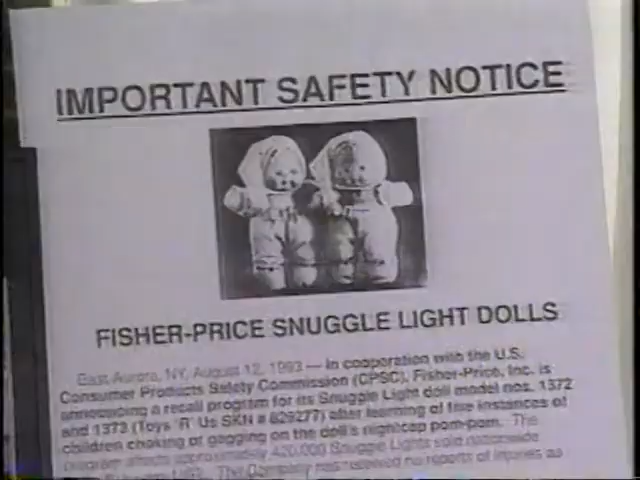 IMPORTANT SAFETY NOTICE
FISHER-PRICE SNUGGLE LIGHT DOLLS
East Aurora, NY, August 12, 1993 — In cooperation with the U.S.
Consumer Products Safety Commission (CPSC), Fisher-Price, Inc. is
announcing a recall program for its Snuggle Light doll model nos. 1372
and 1373 (Toys "R" Us SKN # 829277) after learning of five instances of
children choking or gagging on the doll's nightcap pom-pom. The
program affects approximately 420,000 Snuggle Lights sold nationwide
The Company has received no reports of injuries as